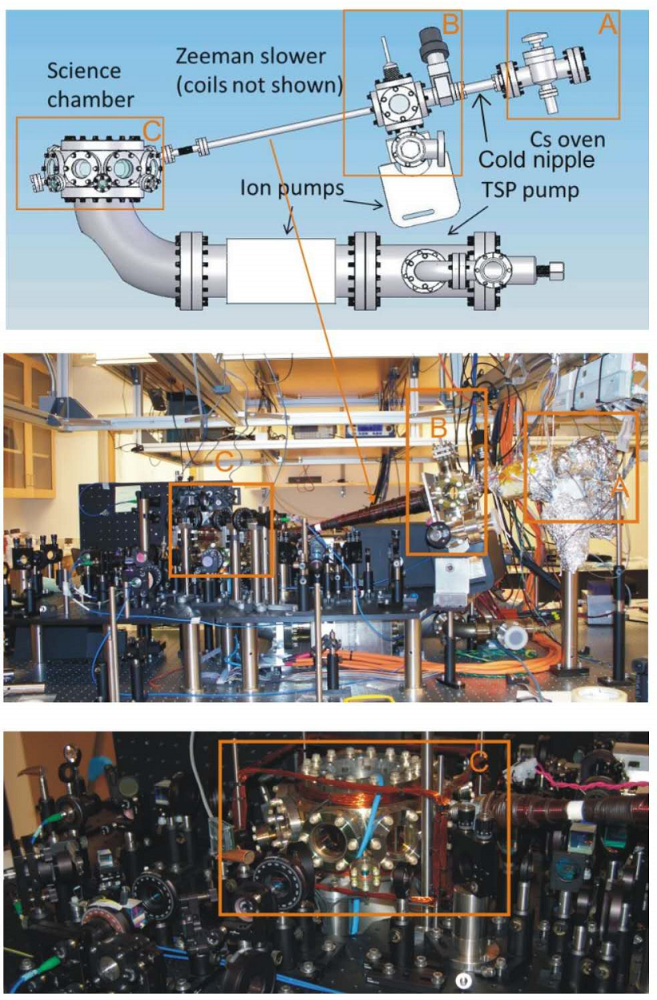 B
A
Zeeman slower
(coils not shown)
Science
chamber
C
Cs oven
Cold nipple
Ion pumps
TSP pump
B
C
A
C